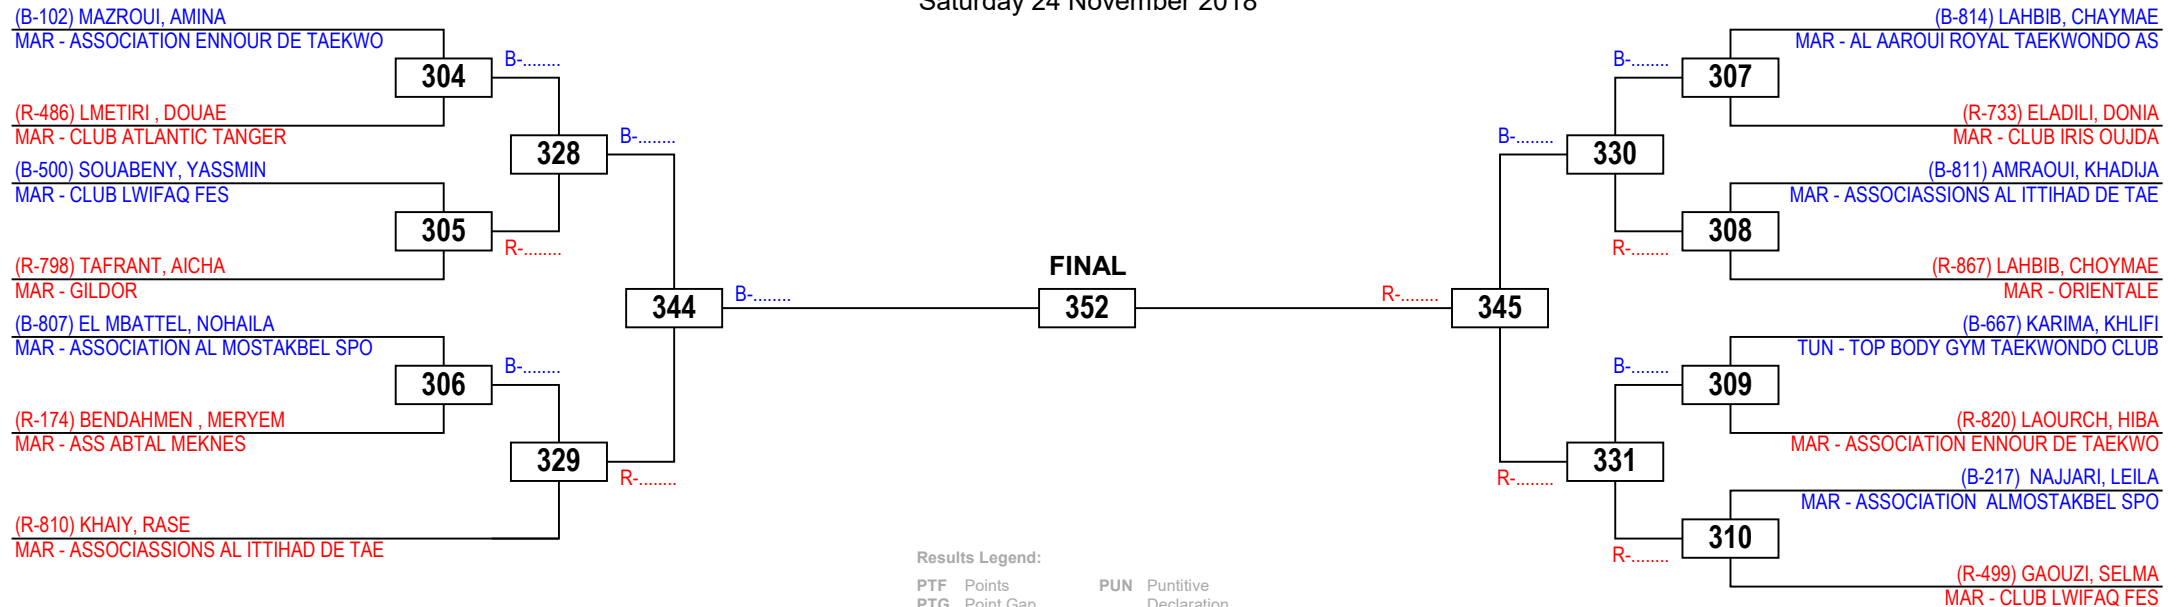 Saturday 24 November 2018
(B-102) MAZROUI, AMINA
MAR - ASSOCIATION ENNOUR DE TAEKWO
304
B-........
(R-486) LMETIRI , DOUAE
MAR - CLUB ATLANTIC TANGER
328
B-........
(B-500) SOUABENY, YASSMIN
MAR - CLUB LWIFAQ FES
305
R-........
(R-798) TAFRANT, AICHA
MAR - GILDOR
344
B-........
(B-807) EL MBATTEL, NOHAILA
MAR - ASSOCIATION AL MOSTAKBEL SPO
306
B-........
(R-174) BENDAHMEN , MERYEM
MAR - ASS ABTAL MEKNES
329
R-........
(R-810) KHAIY, RASE
MAR - ASSOCIASSIONS AL ITTIHAD DE TAE
FINAL
352
(B-814) LAHBIB, CHAYMAE
MAR - AL AAROUI ROYAL TAEKWONDO AS
B-........
307
(R-733) ELADILI, DONIA
MAR - CLUB IRIS OUJDA
B-........
330
(B-811) AMRAOUI, KHADIJA
MAR - ASSOCIASSIONS AL ITTIHAD DE TAE
308
R-........
(R-867) LAHBIB, CHOYMAE
MAR - ORIENTALE
R-........
345
(B-667) KARIMA, KHLIFI
TUN - TOP BODY GYM TAEKWONDO CLUB
B-........
309
(R-820) LAOURCH, HIBA
MAR - ASSOCIATION ENNOUR DE TAEKWO
331
R-........
(B-217)  NAJJARI, LEILA
MAR - ASSOCIATION  ALMOSTAKBEL SPO
310
R-........
(R-499) GAOUZI, SELMA
MAR - CLUB LWIFAQ FES
Results Legend:
PTF Points PUN Puntitive
PTG Point Gap Declaration